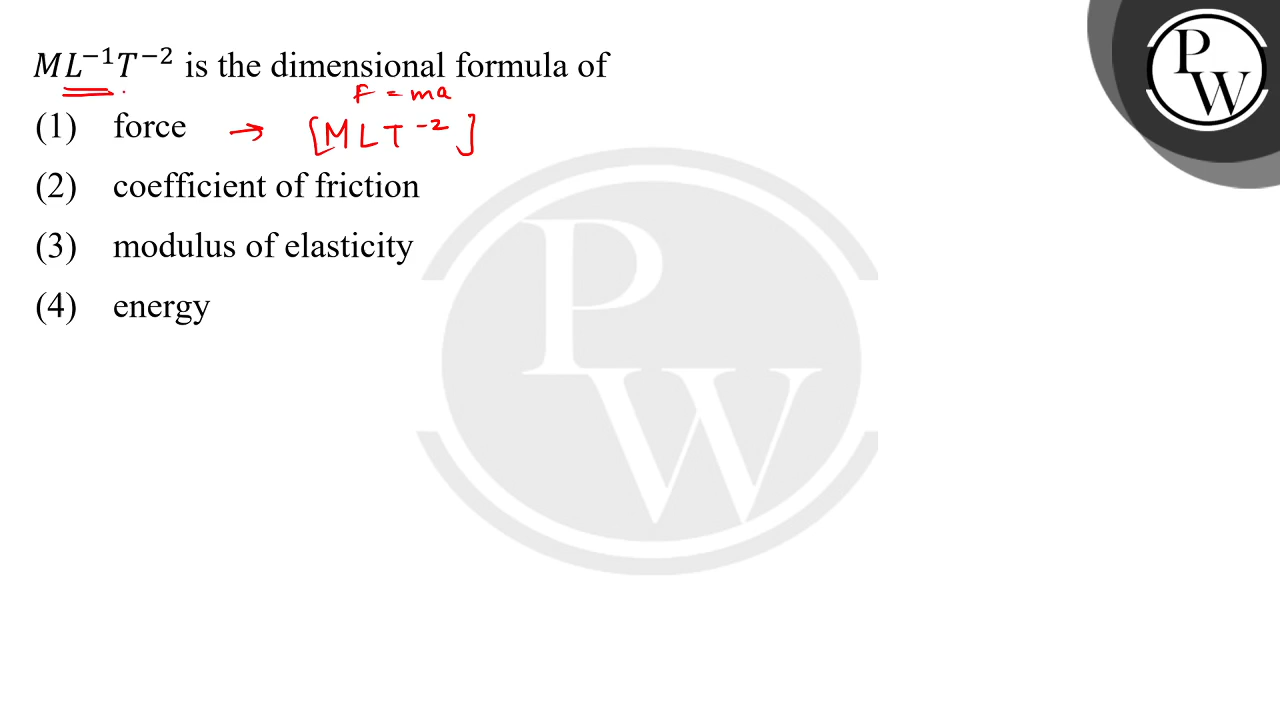 ML⁻¹T⁻² is the dimensional formula of
F = ma
(1) force → [MLT⁻²]
(2) coefficient of friction
(3) modulus of elasticity
(4) energy
P
W
P
W